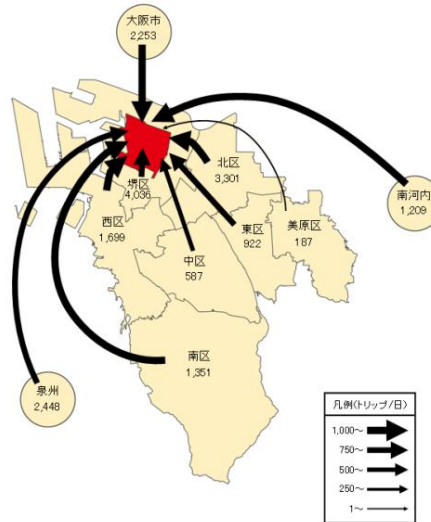 大阪市
2,253
北区
3,301
堺区
4,036
南河内
1,209
西区
1,699
東区
922
美原区
187
中区
587
南区
1,351
泉州
2,448
凡例(トリップ/日)
1,000～
750～
500～
250～
1～